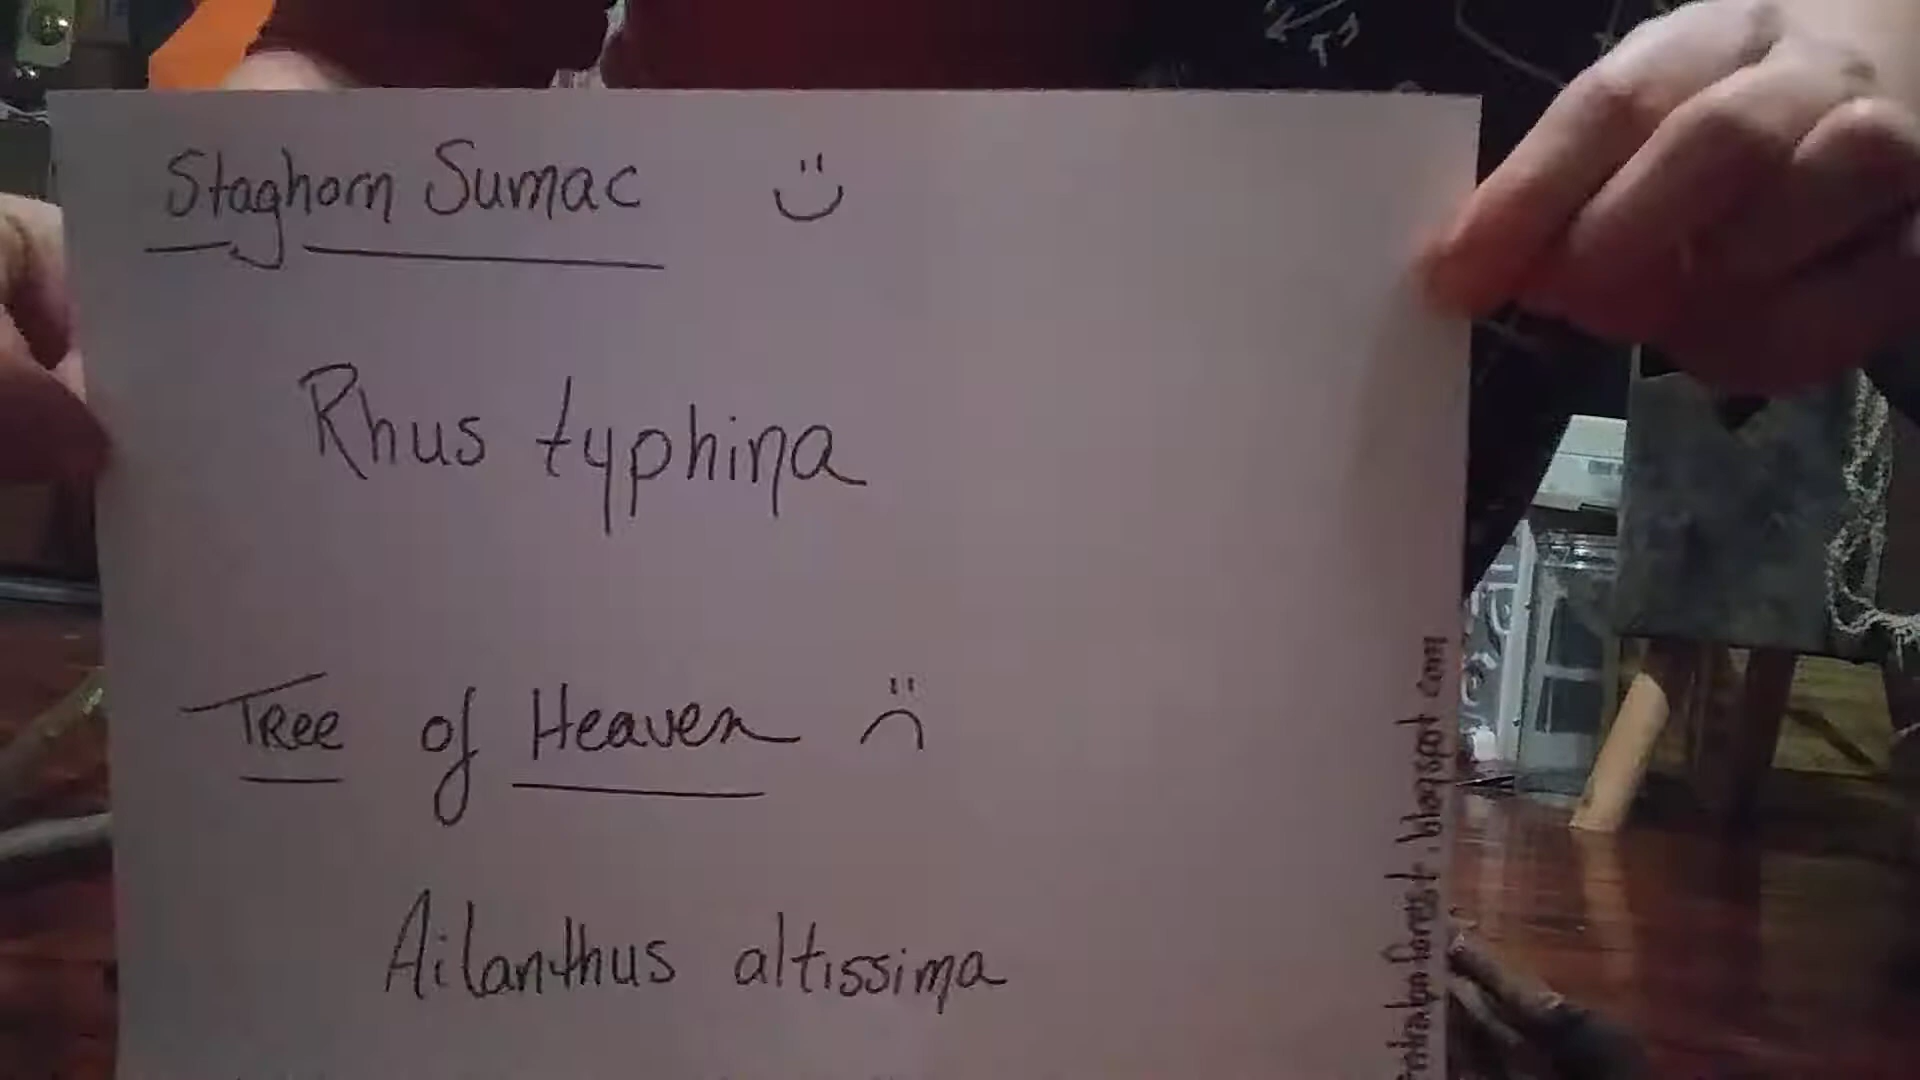 Staghorn Sumac
Rhus typhina
Tree of Heaven
Ailanthus altissima